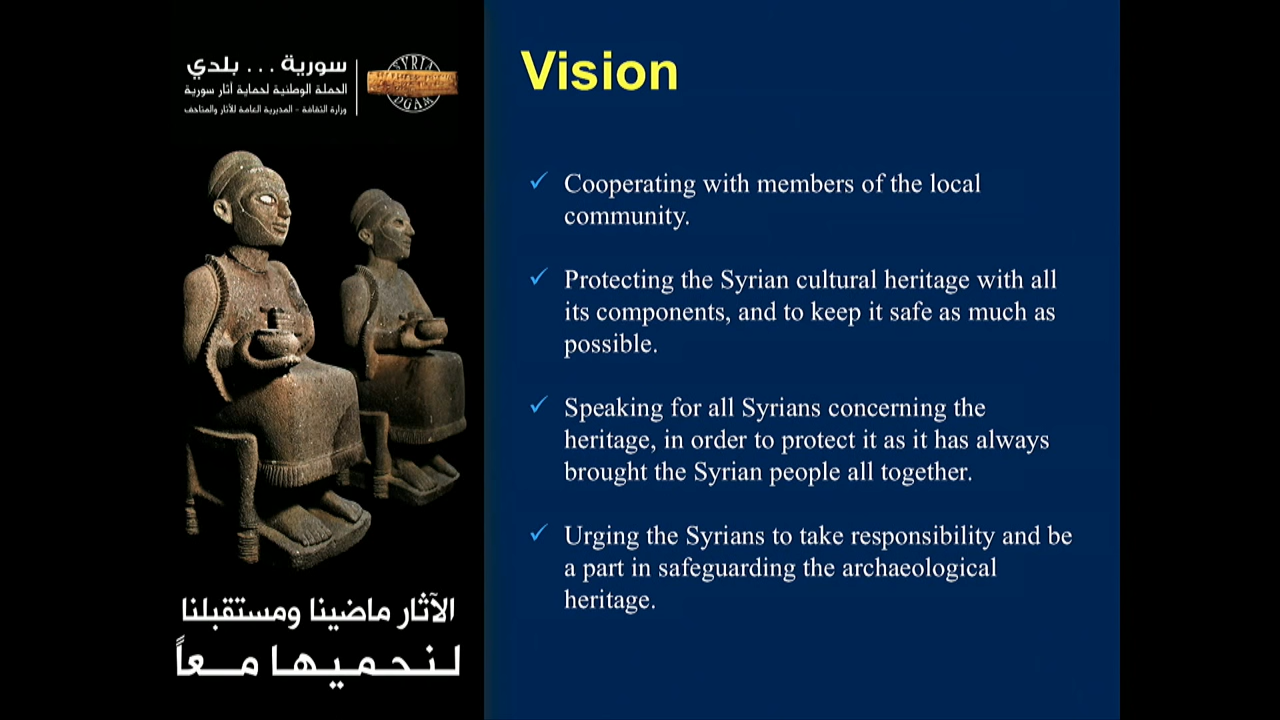 سورية . . . بلدي
الحملة الوطنية لحماية آثار سورية
وزارة الثقافة - المديرية العامة للآثار والمتاحف
SYRIA
DGAM
الآثار ماضينا ومستقبلنا
لنحميها معاً
Vision
✓ Cooperating with members of the local
community.
✓ Protecting the Syrian cultural heritage with all
its components, and to keep it safe as much as
possible.
✓ Speaking for all Syrians concerning the
heritage, in order to protect it as it has always
brought the Syrian people all together.
✓ Urging the Syrians to take responsibility and be
a part in safeguarding the archaeological
heritage.